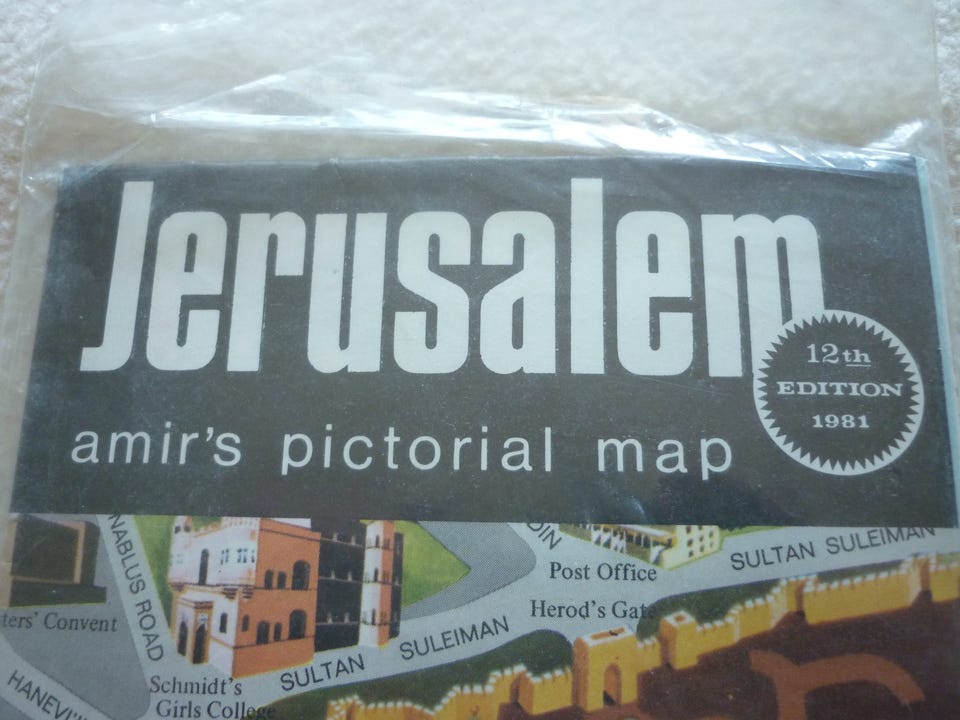 Jerusalem
12th
EDITION
1981
amir's pictorial map
NABLUS ROAD
Post Office
SULTAN SULEIMAN
Herod's Gate
Convent
SULTAN SULEIMAN
Schmidt's
Girls College